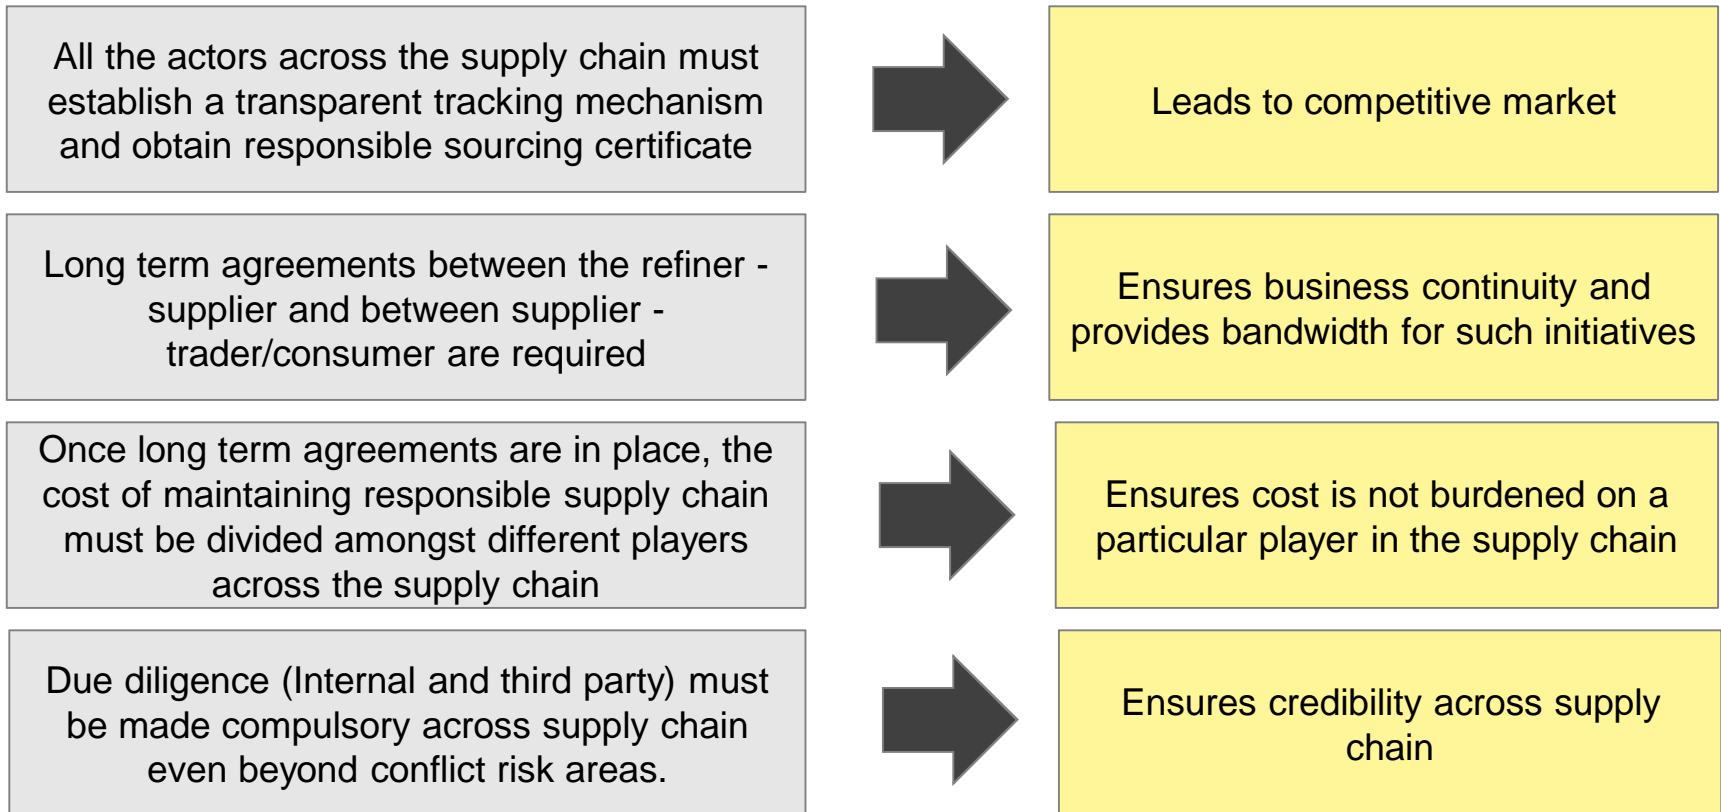 All the actors across the supply chain must
establish a transparent tracking mechanism
and obtain responsible sourcing certificate
Leads to competitive market
Long term agreements between the refiner -
supplier and between supplier -
trader/consumer are required
Ensures business continuity and
provides bandwidth for such initiatives
Once long term agreements are in place, the
cost of maintaining responsible supply chain
must be divided amongst different players
across the supply chain
Ensures cost is not burdened on a
particular player in the supply chain
Due diligence (Internal and third party) must
be made compulsory across supply chain
even beyond conflict risk areas.
Ensures credibility across supply
chain